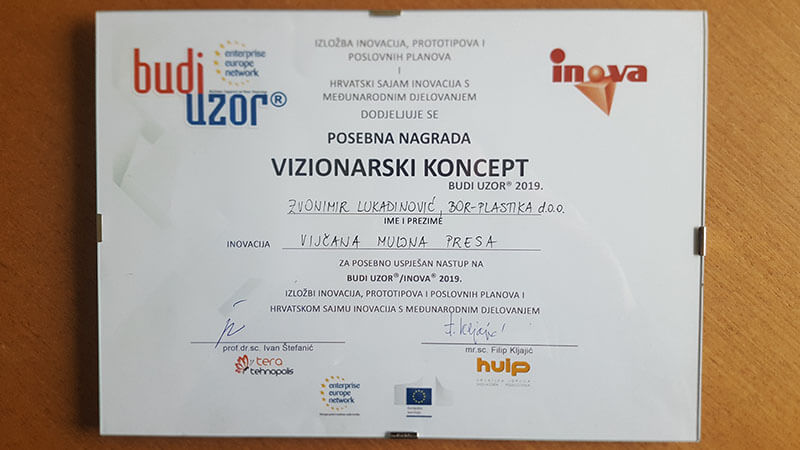 budi
uzor®
enterprise
europe
network
IZLOŽBA INOVACIJA, PROTOTIPOVA I
POSLOVNIH PLANOVA
I
HRVATSKI SAJAM INOVACIJA S
MEĐUNARODNIM DJELOVANJEM
DODJELJUJE SE
inova
POSEBNA NAGRADA
VIZIONARSKI KONCEPT
BUDI UZOR® 2019.
ZVONIMIR LUKADINOVIĆ, BOR-PLASTIKA d.o.o.
IME I PREZIME
INOVACIJA VIJČANA MULJNA PRESA
ZA POSEBNO USPJEŠAN NASTUP NA
BUDI UZOR®/INOVA® 2019.
IZLOŽBI INOVACIJA, PROTOTIPOVA I POSLOVNIH PLANOVA I
HRVATSKOM SAJMU INOVACIJA S MEĐUNARODNIM DJELOVANJEM
F. Kljajić
prof.dr.sc. Ivan Štefanić
mr.sc. Filip Kljajić
tera
tehnopolis
huip
enterprise
europe
network